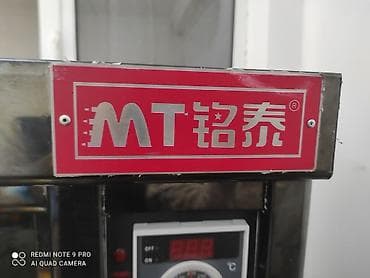 MT铭泰®
OFF
ON
°C
REDMI NOTE 9 PRO
AI QUAD CAMERA